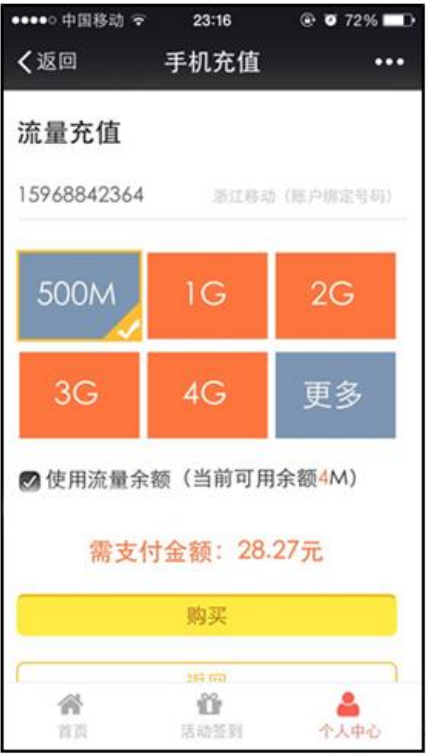 中国移动 23:16 72%
返回 手机充值
流量充值
15968842364 浙江移动（账户绑定号码）
500M 1G 2G
3G 4G 更多
使用流量余额（当前可用余额4M）
需支付金额：28.27元
购买
返回
首页 活动签到 个人中心